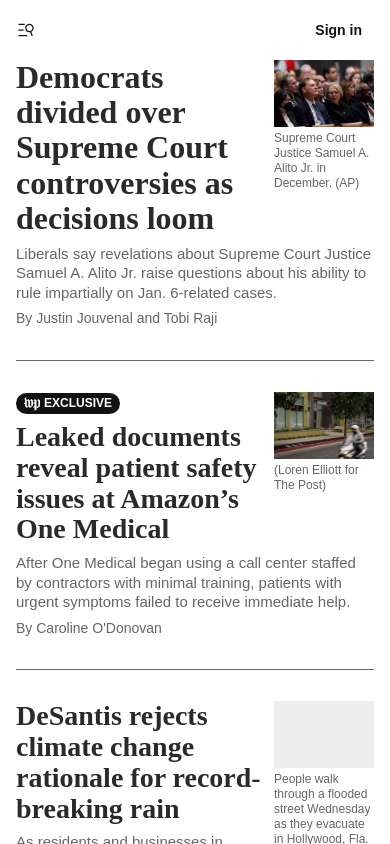 Sign in
Democrats
divided over
Supreme Court
controversies as
decisions loom
Supreme Court
Justice Samuel A.
Alito Jr. in
December. (AP)
Liberals say revelations about Supreme Court Justice
Samuel A. Alito Jr. raise questions about his ability to
rule impartially on Jan. 6-related cases.
By Justin Jouvenal and Tobi Raji
wp EXCLUSIVE
Leaked documents
reveal patient safety
issues at Amazon’s
One Medical
(Loren Elliott for
The Post)
After One Medical began using a call center staffed
by contractors with minimal training, patients with
urgent symptoms failed to receive immediate help.
By Caroline O'Donovan
DeSantis rejects
climate change
rationale for record-
breaking rain
People walk
through a flooded
street Wednesday
as they evacuate
in Hollywood, Fla.
As residents and businesses in